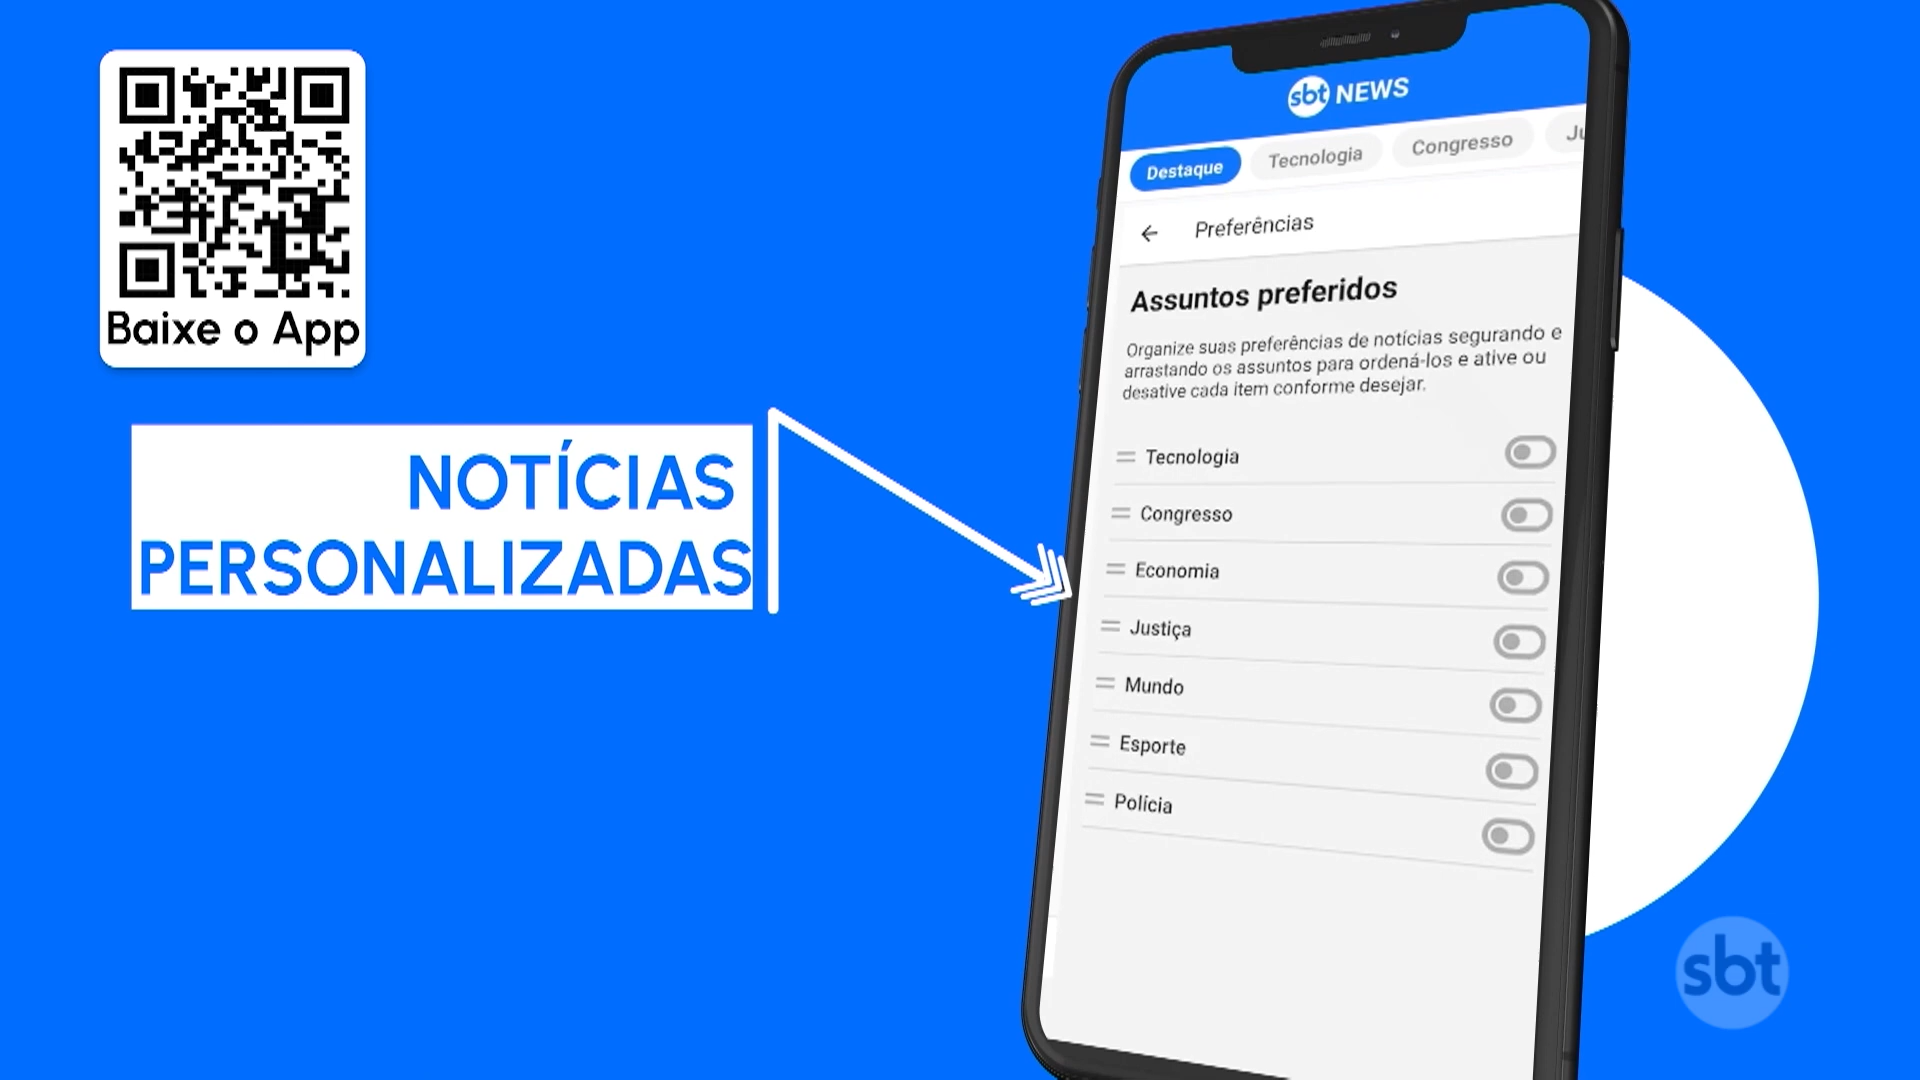 Baixe o App
NOTÍCIAS
PERSONALIZADAS
sbt NEWS
Destaque
Tecnologia
Congresso
Preferências
Assuntos preferidos
Organize suas preferências de notícias segurando e
arrastando os assuntos para ordená-los e ative ou
desative cada item conforme desejar.
Tecnologia
Congresso
Economia
Justiça
Mundo
Esporte
Polícia
sbt